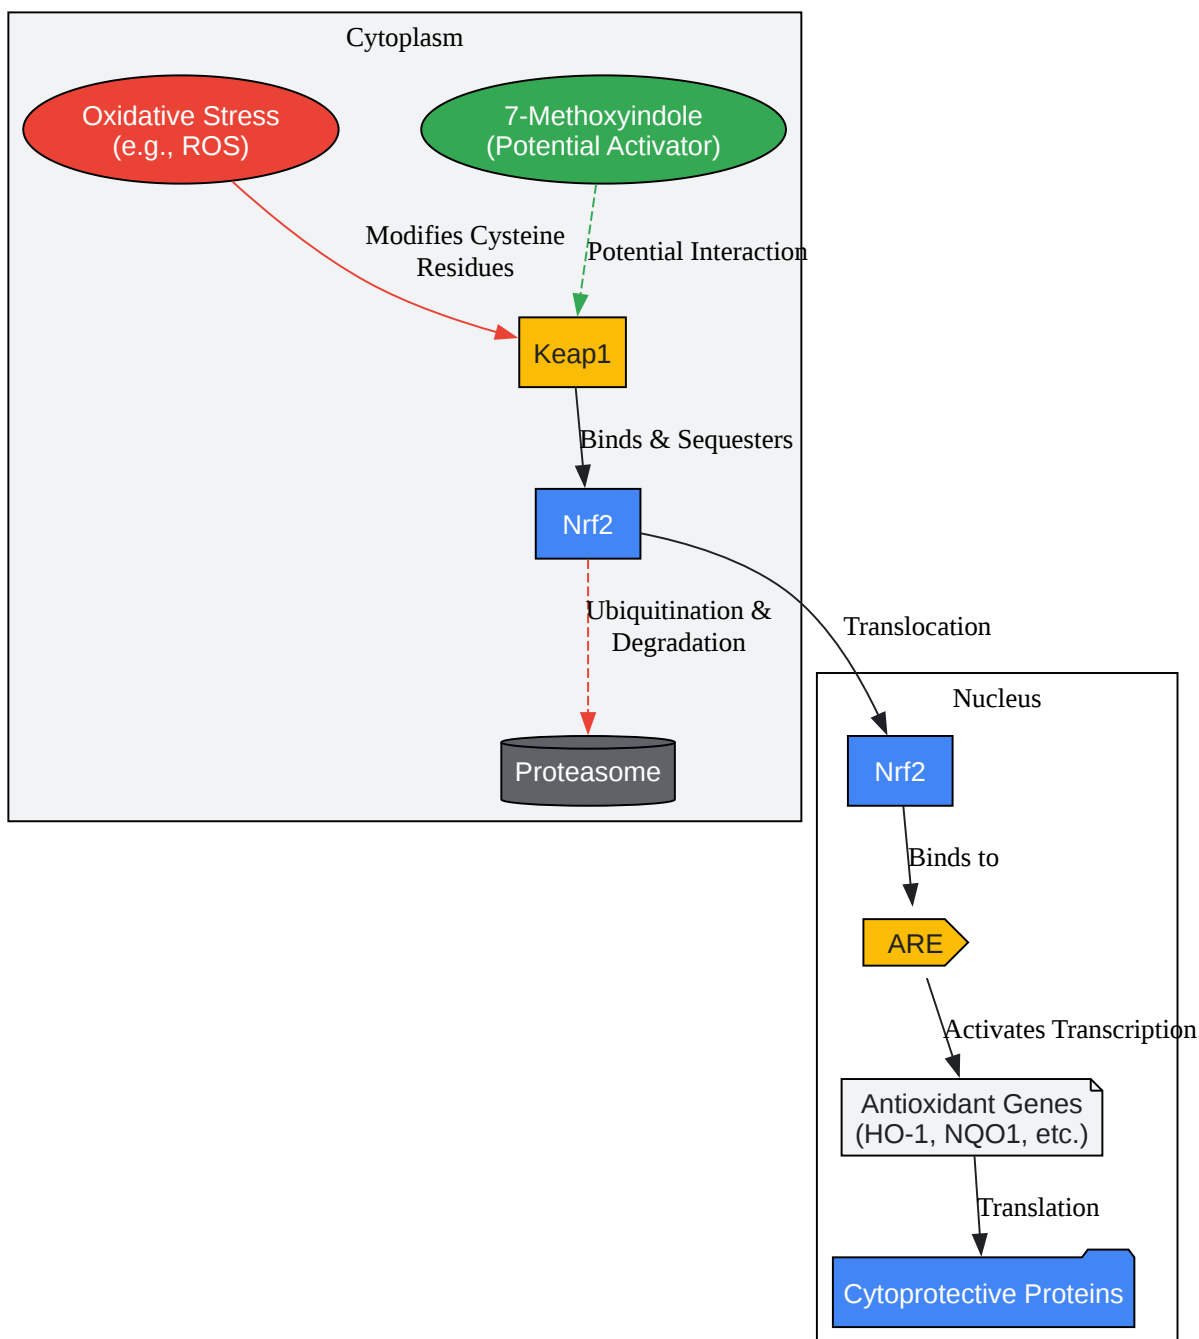 Cytoplasm
Oxidative Stress
(e.g., ROS)
7-Methoxyindole
(Potential Activator)
Modifies Cysteine
Residues
Potential Interaction
Keap1
Binds & Sequesters
Nrf2
Ubiquitination &
Degradation
Translocation
Proteasome
Nucleus
Nrf2
Binds to
ARE
Activates Transcription
Antioxidant Genes
(HO-1, NQO1, etc.)
Translation
Cytoprotective Proteins